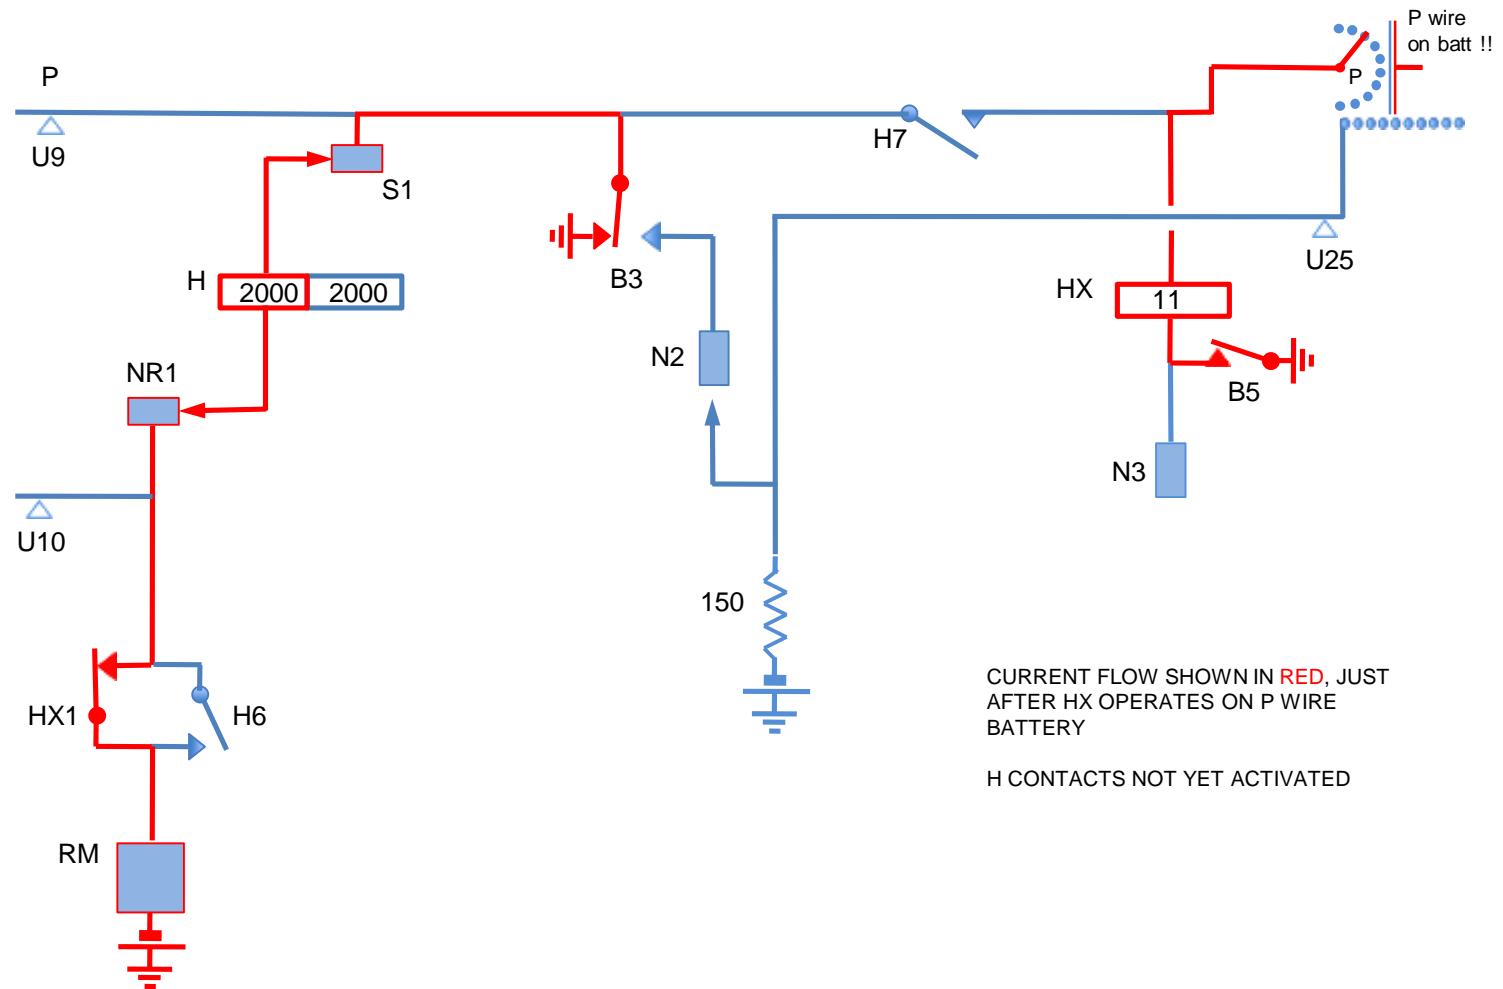 P wire
on batt !!
P
P
U9
H7
S1
B3
U25
H
2000
2000
HX
11
N2
NR1
B5
N3
U10
150
HX1
H6
CURRENT FLOW SHOWN IN RED, JUST
AFTER HX OPERATES ON P WIRE
BATTERY
H CONTACTS NOT YET ACTIVATED
RM